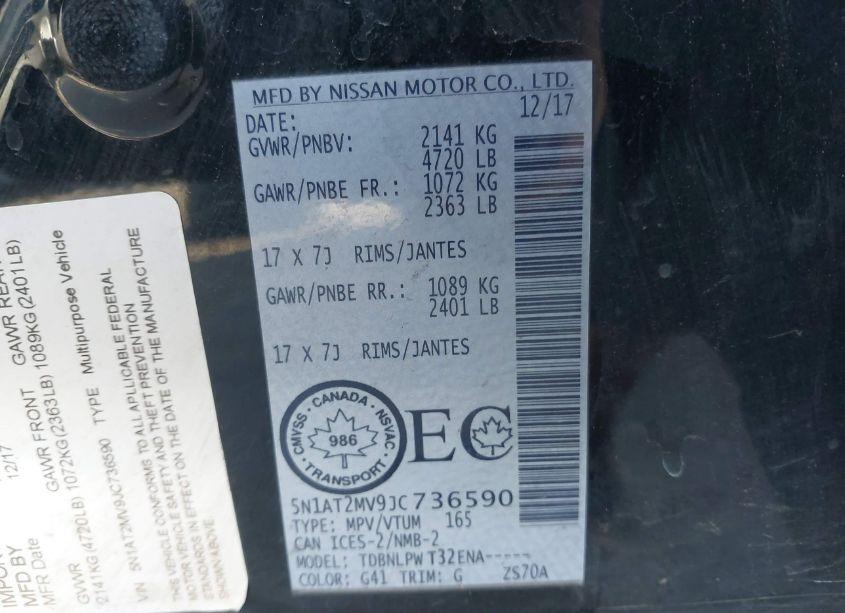 MFD BY NISSAN MOTOR CO., LTD.
DATE: 12/17
GVWR/PNBV: 2141 KG
4720 LB
GAWR/PNBE FR.: 1072 KG
2363 LB
17 X 7J RIMS/JANTES
GAWR/PNBE RR.: 1089 KG
2401 LB
17 X 7J RIMS/JANTES
CANADA
CMVSS · NSVAC
986
TRANSPORT
EC
5N1AT2MV9JC736590
TYPE: MPV/VTUM 165
CAN ICES-2/NMB-2
MODEL: TDBNLPW T32ENA-----
COLOR: G41 TRIM: G ZS70A
MFD BY
MFR Date 12/17
GVWR GAWR FRONT GAWR REAR
2141KG(4720LB) 1072KG(2363LB) 1089KG(2401LB)
VIN 5N1AT2MV9JC736590 TYPE Multipurpose Vehicle
THIS VEHICLE CONFORMS TO ALL APLLICABLE FEDERAL
MOTOR VEHICLE SAFETY AND THEFT PREVENTION
STANDARDS IN EFFECT ON THE DATE OF THE MANUFACTURE
SHOWN ABOVE.